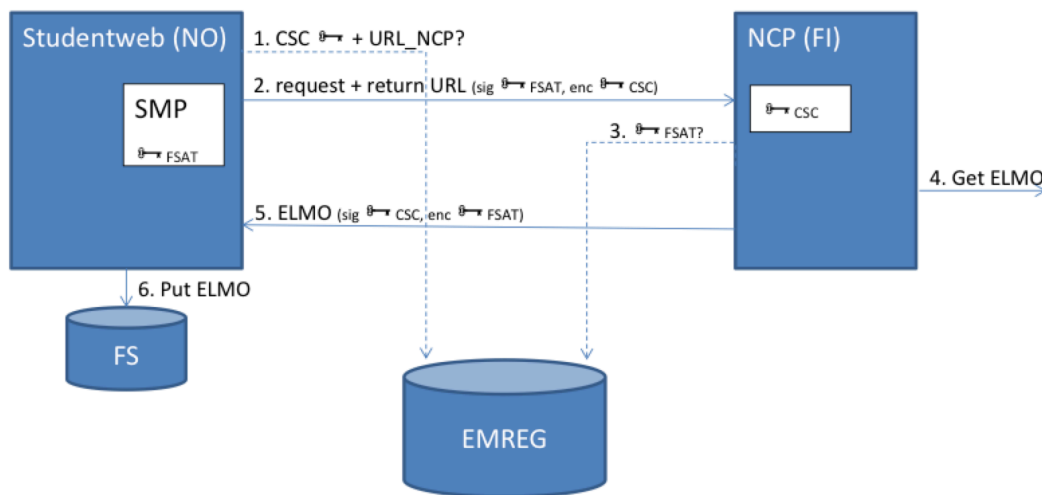 Studentweb (NO)
NCP (FI)
1. CSC + URL_NCP?
2. request + return URL (sig FSAT, enc CSC)
SMP
FSAT
CSC
3. FSAT?
4. Get ELMO
5. ELMO (sig CSC, enc FSAT)
6. Put ELMO
FS
EMREG